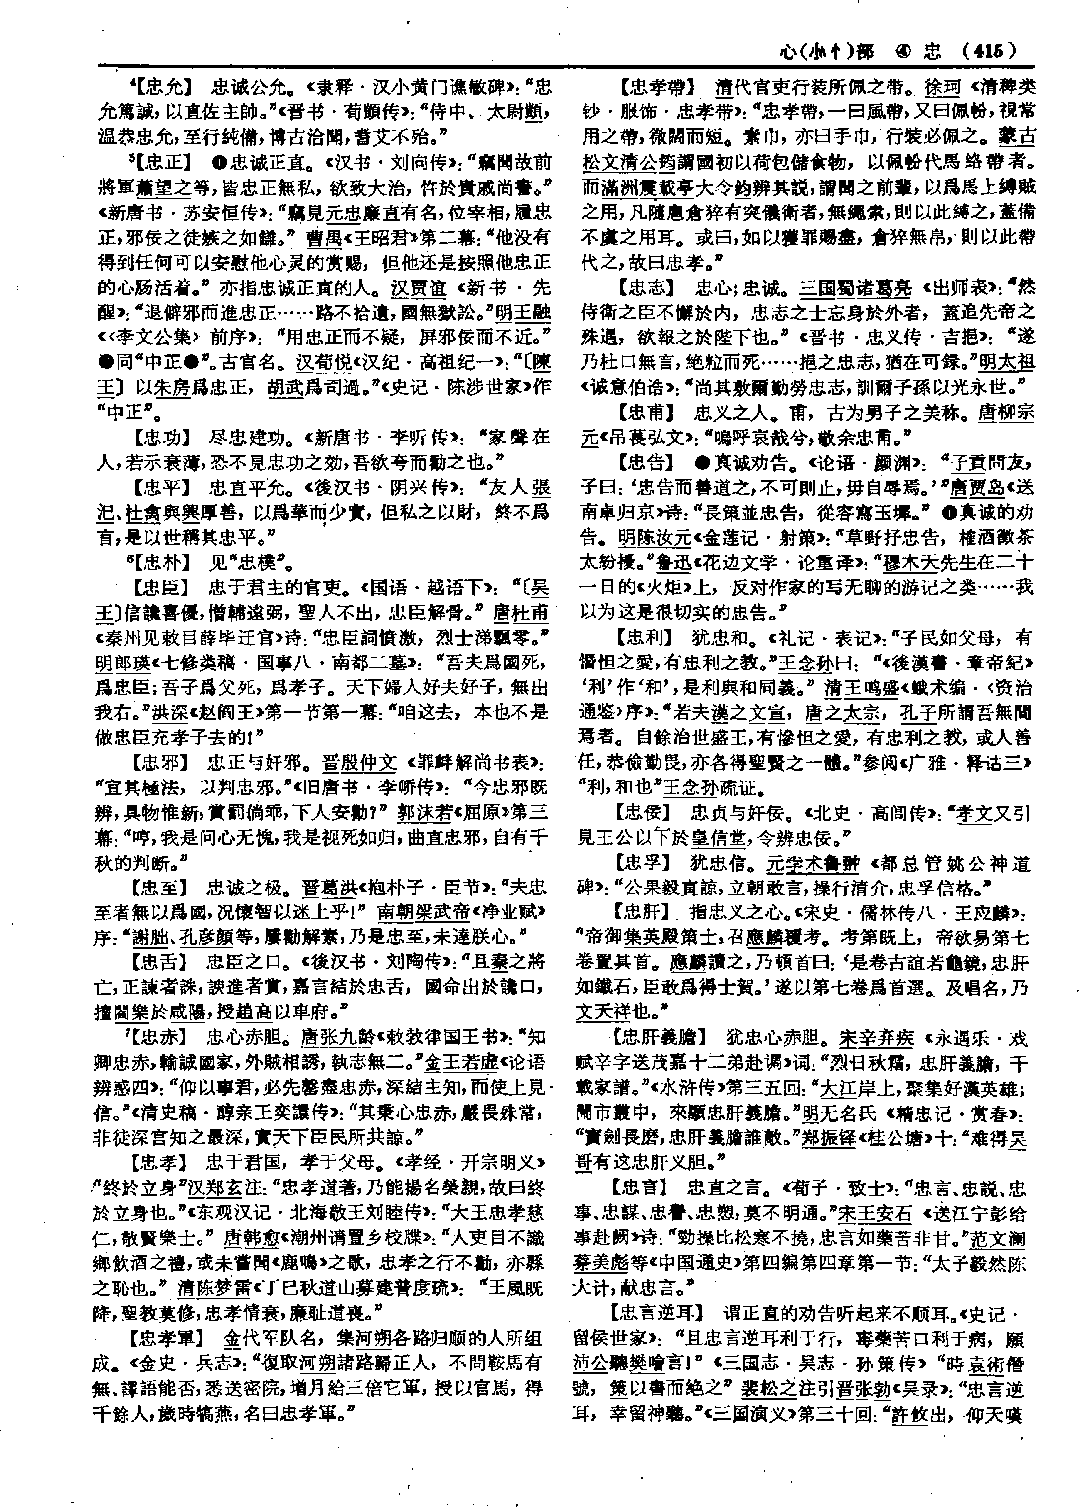 心(小忄)部 ④ 忠 (415)
⁴【忠允】 忠诚公允。《隶释·汉小黄门谯敏碑》:“忠
允篤誠,以直佐主帥。”《晋书·荀顗传》:“侍中、太尉顗,
温恭忠允,至行純備,博古洽聞,耆艾不殆。”
⁵【忠正】 ❶忠诚正直。《汉书·刘向传》:“竊聞故前
將軍蕭望之等,皆忠正無私,欲致大治,忤於貴戚尚書。”
《新唐书·苏安恒传》:“竊見元忠廉直有名,位宰相,履忠
正,邪佞之徒嫉之如讎。” 曹禺《王昭君》第二幕:“他没有
得到任何可以安慰他心灵的赏赐, 但他还是按照他忠正
的心肠活着。” 亦指忠诚正直的人。汉贾谊《新书·先
醒》:“退僻邪而進忠正……路不拾遺,國無獄訟。”明王融
《〈李文公集〉前序》: “用忠正而不疑, 屏邪佞而不近。”
❷同“中正❷”。古官名。汉荀悦《汉纪·高祖纪一》:“〔陳
王〕以朱房爲忠正, 胡武爲司過。”《史记·陈涉世家》作
“中正”。
【忠功】 尽忠建功。《新唐书·李听传》: “家聲在
人,若示衰薄,恐不見忠功之効,吾欲夸而勸之也。”
【忠平】 忠直平允。《後汉书·阴兴传》: “友人張
汜、杜禽與興厚善, 以爲華而少實, 但私之以財, 終不爲
言,是以世稱其忠平。”
⁶【忠朴】 见“忠樸”。
【忠臣】 忠于君主的官吏。《国语·越语下》: “〔吴
王〕信讒喜優,憎輔遠弼, 聖人不出, 忠臣解骨。” 唐杜甫
《秦州见敕目薛毕迁官》诗:“忠臣詞憤激, 烈士涕飄零。”
明郎瑛《七修类稿·国事八·南都二墓》: “吾夫爲國死,
爲忠臣;吾子爲父死, 爲孝子。 天下婦人好夫好子, 無出
我右。”洪深《赵阎王》第一节第一幕:“咱这去, 本也不是
做忠臣充孝子去的!”
【忠邪】 忠正与奸邪。晋殷仲文《罪衅解尚书表》:
“宜其極法, 以判忠邪。”《旧唐书·李峤传》: “今忠邪既
辨,具物惟新,賞罰倘乖,下人安勸?” 郭沫若《屈原》第三
幕:“哼,我是问心无愧,我是视死如归,曲直忠邪,自有千
秋的判断。”
【忠至】 忠诚之极。晋葛洪《抱朴子·臣节》:“夫忠
至者無以爲國,况懷智以迷上乎!” 南朝梁武帝《净业赋》
序:“謝朏、孔彦顔等,屢勸解素,乃是忠至,未達朕心。”
【忠舌】 忠臣之口。《後汉书·刘陶传》:“且秦之將
亡,正諫者誅,諛進者賞,嘉言結於忠舌, 國命出於讒口,
擅閻樂於咸陽,授趙高以車府。”
⁷【忠赤】 忠心赤胆。唐张九龄《敕敦律国王书》:“知
卿忠赤,輸誠國家,外賊相誘,執志無二。”金王若虚《论语
辨惑四》:“仰以事君,必先罄盡忠赤,深結主知,而使上見
信。”《清史稿·醇亲王奕譞传》:“其秉心忠赤,嚴畏殊常,
非徒深宫知之最深,實天下臣民所共諒。”
【忠孝】 忠于君国, 孝于父母。《孝经·开宗明义》
“終於立身”汉郑玄注:“忠孝道著,乃能揚名榮親,故曰終
於立身也。”《东观汉记·北海敬王刘睦传》:“大王忠孝慈
仁,敬賢樂士。” 唐韩愈《潮州请置乡校牒》:“人吏目不識
鄉飲酒之禮,或未嘗聞《鹿鳴》之歌, 忠孝之行不勸, 亦縣
之恥也。” 清陈梦雷《丁巳秋道山募建普度疏》: “王風既
降,聖教莫修,忠孝情衰,廉耻道喪。”
【忠孝軍】 金代军队名, 集河朔各路归顺的人所组
成。《金史·兵志》:“復取河朔諸路歸正人, 不問鞍馬有
無、譯語能否,悉送密院,增月給三倍它軍,授以官馬,得
千餘人,歲時犒燕,名曰忠孝軍。”
【忠孝帶】 清代官吏行装所佩之带。徐珂《清稗类
钞·服饰·忠孝带》:“忠孝帶,一曰風帶,又曰佩帉,視常
用之帶,微闊而短。素巾,亦曰手巾,行裝必佩之。蒙古
松文清公筠謂國初以荷包儲食物, 以佩帉代馬絡帶者。
而滿洲震載亭大令鈞辨其説,謂聞之前輩,以爲馬上縛賊
之用,凡隨扈倉猝有突儀衛者,無繩索,則以此縛之,蓋備
不虞之用耳。或曰,如以獲罪賜盡,倉猝無帛,則以此帶
代之,故曰忠孝。”
【忠志】 忠心;忠诚。三国蜀诸葛亮《出师表》:“然
侍衛之臣不懈於内, 忠志之士忘身於外者, 蓋追先帝之
殊遇, 欲報之於陛下也。”《晋书·忠义传·吉挹》: “遂
乃杜口無言,絶粒而死……挹之忠志,猶在可録。”明太祖
《诚意伯诰》:“尚其敷爾勤勞忠志,訓爾子孫以光永世。”
【忠甫】 忠义之人。甫, 古为男子之美称。唐柳宗
元《吊苌弘文》:“嗚呼哀哉兮,敬余忠甫。”
【忠告】 ❶真诚劝告。《论语·颜渊》: “子貢問友,
子曰:‘忠告而善道之,不可則止,毋自辱焉。’”唐贾岛《送
南卓归京》诗:“長策並忠告, 從容寫玉墀。” ❷真诚的劝
告。明陈汝元《金莲记·射策》:“草野抒忠告, 榷酒徵茶
太紛擾。”鲁迅《花边文学·论重译》:“穆木天先生在二十
一日的《火炬》上, 反对作家的写无聊的游记之类……我
以为这是很切实的忠告。”
【忠利】 犹忠和。《礼记·表记》:“子民如父母, 有
憯怛之愛,有忠利之教。”王念孙曰: “《後漢書·章帝紀》
‘利’作‘和’,是利與和同義。” 清王鸣盛《蛾术编·〈资治
通鉴〉序》:“若夫漢之文宣, 唐之太宗, 孔子所謂吾無間
焉者。自餘治世盛王,有慘怛之愛,有忠利之教, 或人善
任,恭儉勤民,亦各得聖賢之一體。”参阅《广雅·释诂三》
“利,和也”王念孙疏证。
【忠佞】 忠贞与奸佞。《北史·高闾传》:“孝文又引
見王公以下於皇信堂,令辨忠佞。”
【忠孚】 犹忠信。元孛术鲁翀《都总管姚公神道
碑》:“公果毅真諒,立朝敢言,操行清介,忠孚信格。”
【忠肝】 指忠义之心。《宋史·儒林传八·王应麟》:
“帝御集英殿策士,召應麟覆考。考第既上, 帝欲易第七
卷置其首。應麟讀之,乃頓首曰:‘是卷古誼若龜鏡,忠肝
如鐵石,臣敢爲得士賀。’遂以第七卷爲首選。及唱名,乃
文天祥也。”
【忠肝義膽】 犹忠心赤胆。宋辛弃疾《永遇乐·戏
赋辛字送茂嘉十二弟赴调》词:“烈日秋霜, 忠肝義膽, 千
載家譜。”《水浒传》第三五回:“大江岸上,聚集好漢英雄;
鬧市叢中, 來顯忠肝義膽。”明无名氏《精忠记·赏春》:
“寶劍長磨,忠肝義膽誰敵。”郑振铎《桂公塘》十:“难得吴
哥有这忠肝义胆。”
【忠言】 忠直之言。《荀子·致士》:“忠言、忠説、忠
事、忠謀、忠譽、忠愬,莫不明通。”宋王安石《送江宁彭给
事赴阙》诗:“勁操比松寒不撓,忠言如藥苦非甘。”范文澜
蔡美彪等《中国通史》第四编第四章第一节:“太子毅然陈
大计,献忠言。”
【忠言逆耳】 谓正直的劝告听起来不顺耳。《史记·
留侯世家》: “且忠言逆耳利于行, 毒藥苦口利于病, 願
沛公聽樊噲言!”《三国志·吴志·孙策传》“時袁術僭
號, 策以書而絶之” 裴松之注引晋张勃《吴录》:“忠言逆
耳, 幸留神聽。”《三国演义》第三十回:“許攸出, 仰天嘆